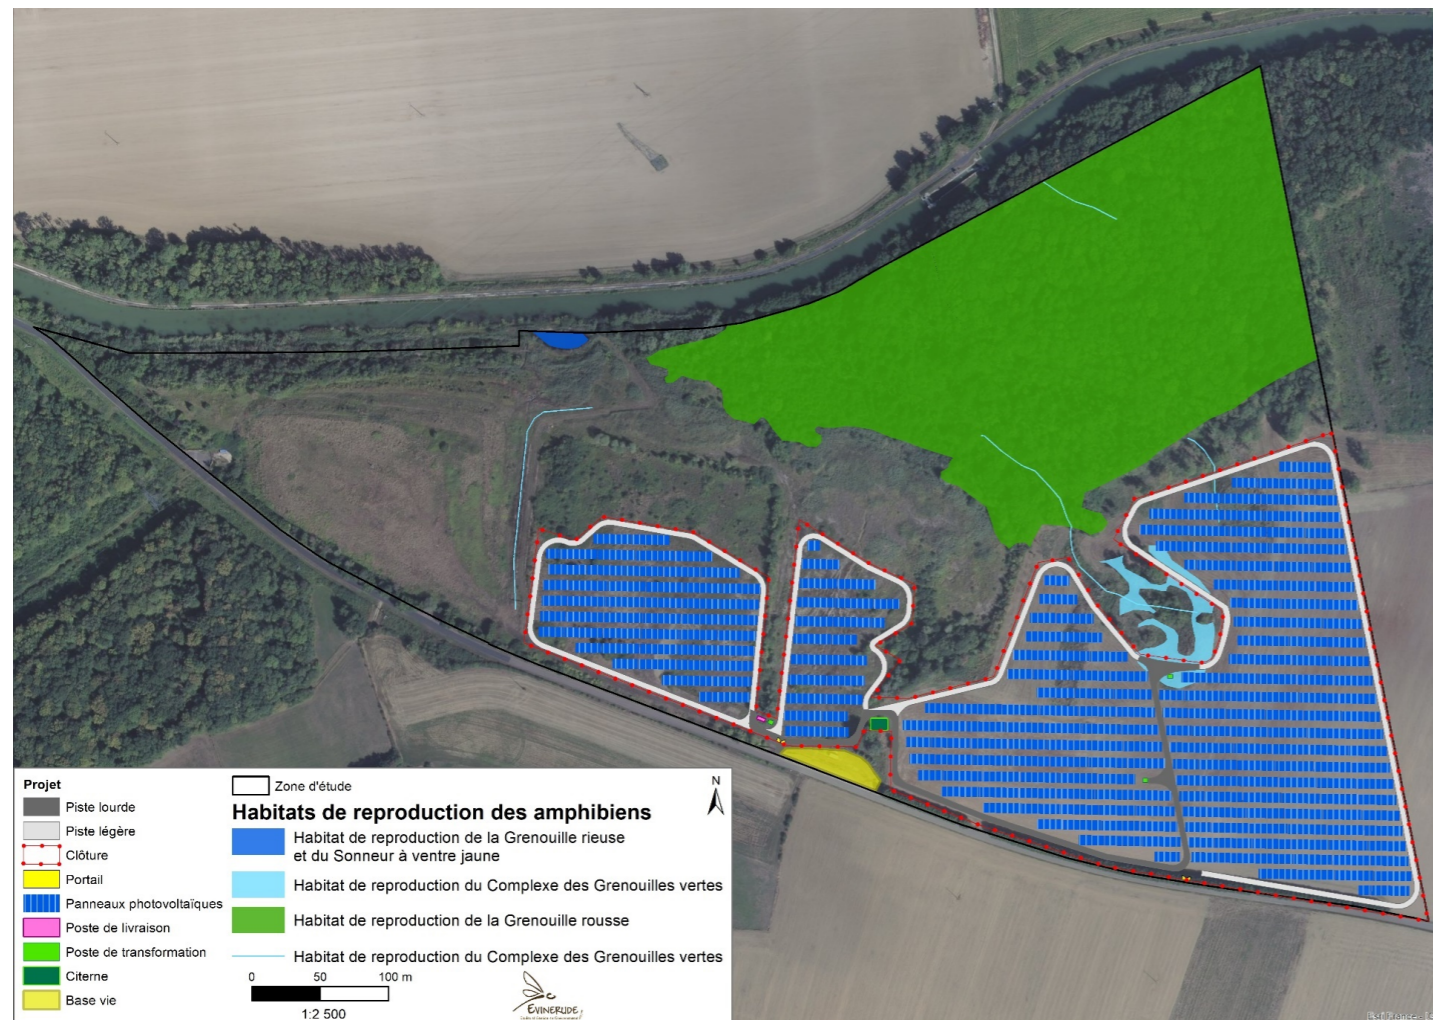 Projet
Piste lourde
Piste légère
Clôture
Portail
Panneaux photovoltaïques
Poste de livraison
Poste de transformation
Citerne
Base vie
Zone d'étude
Habitats de reproduction des amphibiens
Habitat de reproduction de la Grenouille rieuse
et du Sonneur à ventre jaune
Habitat de reproduction du Complexe des Grenouilles vertes
Habitat de reproduction de la Grenouille rousse
Habitat de reproduction du Complexe des Grenouilles vertes
0 50 100 m
1:2 500
N
EVINERUDE